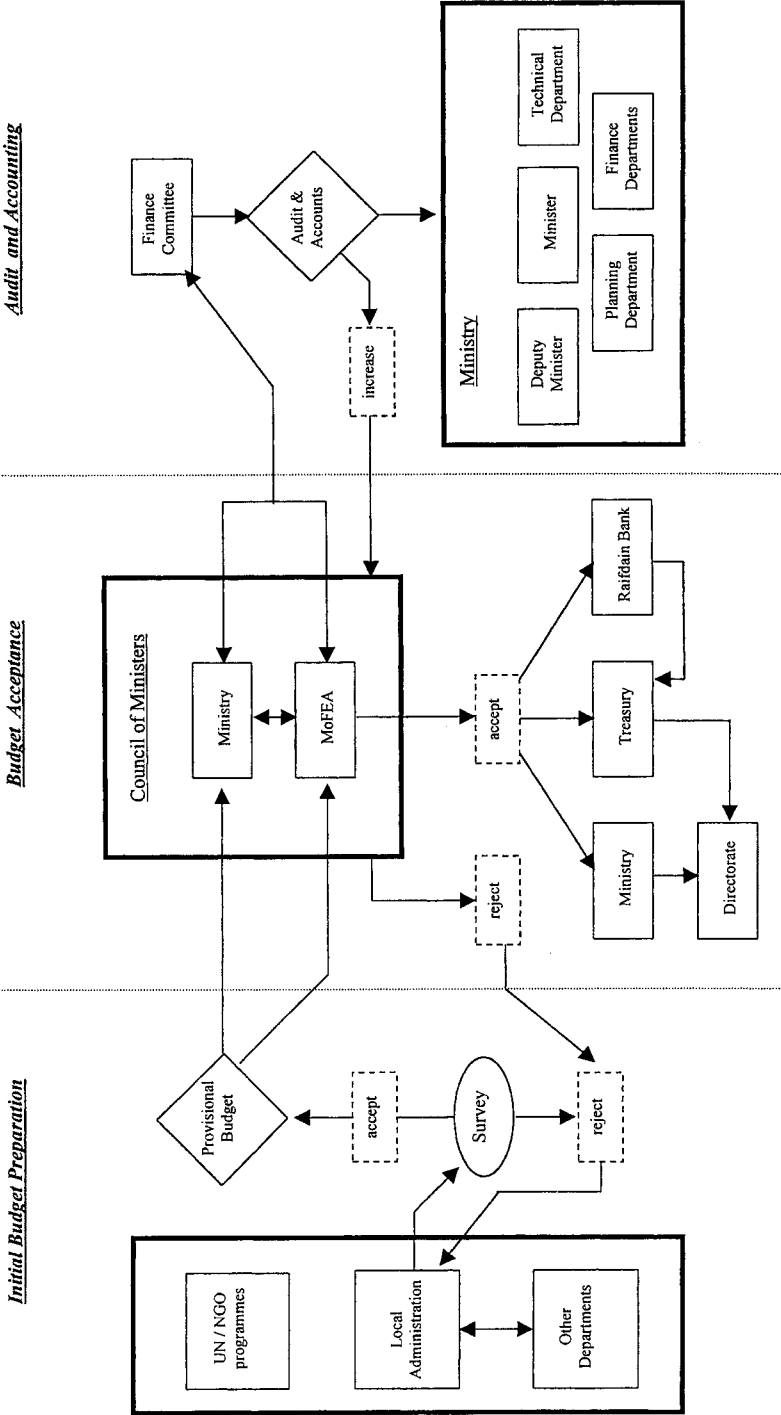 Initial Budget Preparation
Budget Acceptance
Audit and Accounting
UN / NGO
programmes
Local
Administration
Other
Departments
Provisional
Budget
accept
Survey
reject
Council of Ministers
Ministry
MoFEA
reject
accept
Ministry
Treasury
Raifdain Bank
Directorate
Finance
Committee
Audit &
Accounts
increase
Ministry
Deputy
Minister
Minister
Technical
Department
Planning
Department
Finance
Departments